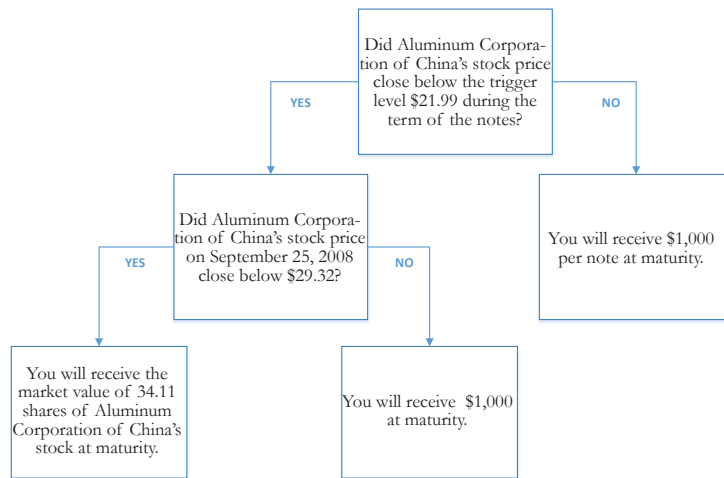 Did Aluminum Corpora-
tion of China's stock price
close below the trigger
level $21.99 during the
term of the notes?
YES
NO
Did Aluminum Corpora-
tion of China's stock price
on September 25, 2008
close below $29.32?
You will receive $1,000
per note at maturity.
YES
NO
You will receive the
market value of 34.11
shares of Aluminum
Corporation of China's
stock at maturity.
You will receive $1,000
at maturity.